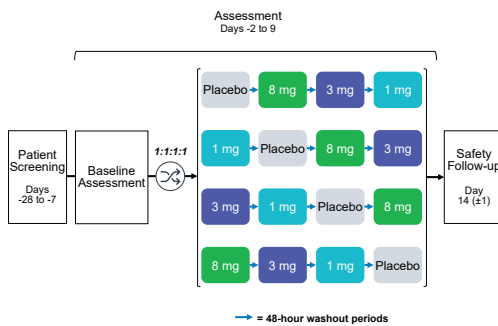 Assessment
Days -2 to 9
Patient
Screening
Days
-28 to -7
Baseline
Assessment
1:1:1:1
Placebo
8 mg
3 mg
1 mg
1 mg
Placebo
8 mg
3 mg
3 mg
1 mg
Placebo
8 mg
8 mg
3 mg
1 mg
Placebo
Safety
Follow-up
Day
14 (±1)
= 48-hour washout periods